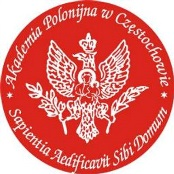 Akademia Polonijna w Częstochowie
Sapientia Aedificavit Sibi Domum